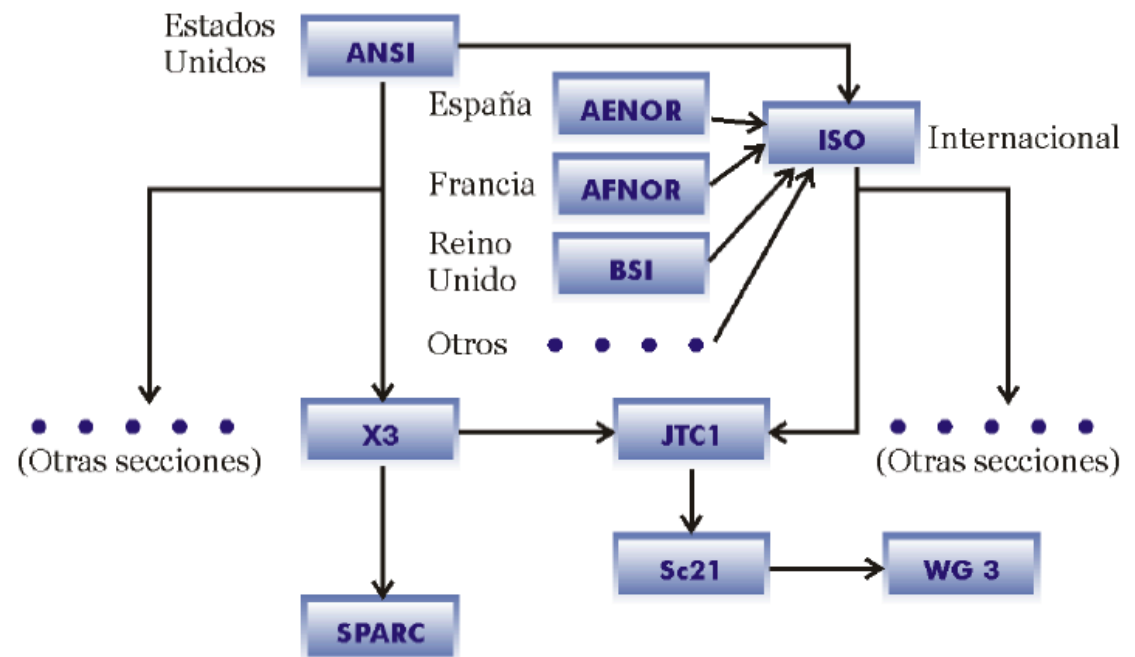 Estados
Unidos
ANSI
España
AENOR
ISO
Internacional
Francia
AFNOR
Reino
Unido
BSI
Otros
X3
JTC1
(Otras secciones)
(Otras secciones)
Sc21
WG 3
SPARC